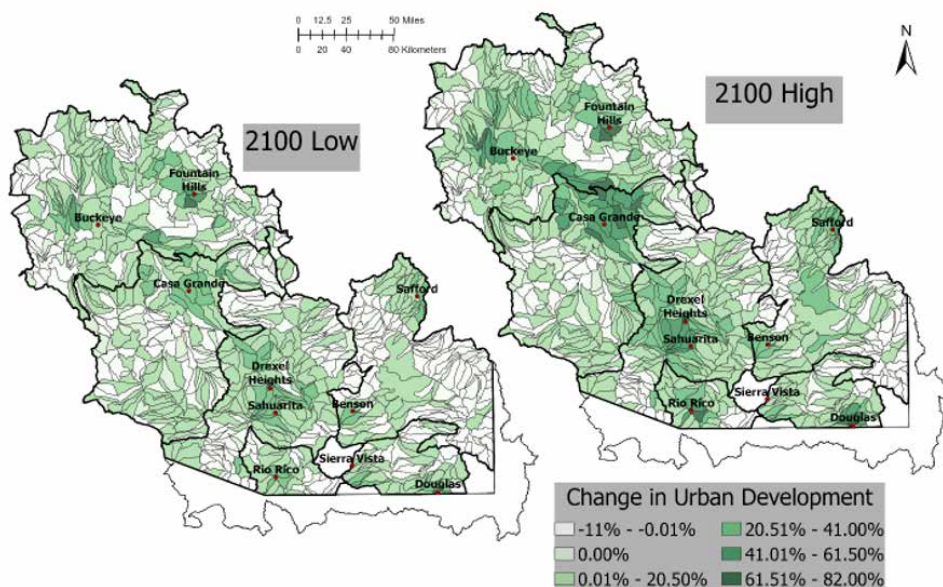 0 12.5 25 50 Miles
0 20 40 80 Kilometers
N
2100 Low
2100 High
Fountain
Hills
Buckeye
Casa Grande
Safford
Drexel
Heights
Sahuarita
Benson
Rio Rico
Sierra Vista
Douglas
Fountain
Hills
Buckeye
Casa Grande
Safford
Drexel
Heights
Sahuarita
Benson
Rio Rico
Sierra Vista
Douglas
Change in Urban Development
-11% - -0.01%
0.00%
0.01% - 20.50%
20.51% - 41.00%
41.01% - 61.50%
61.51% - 82.00%